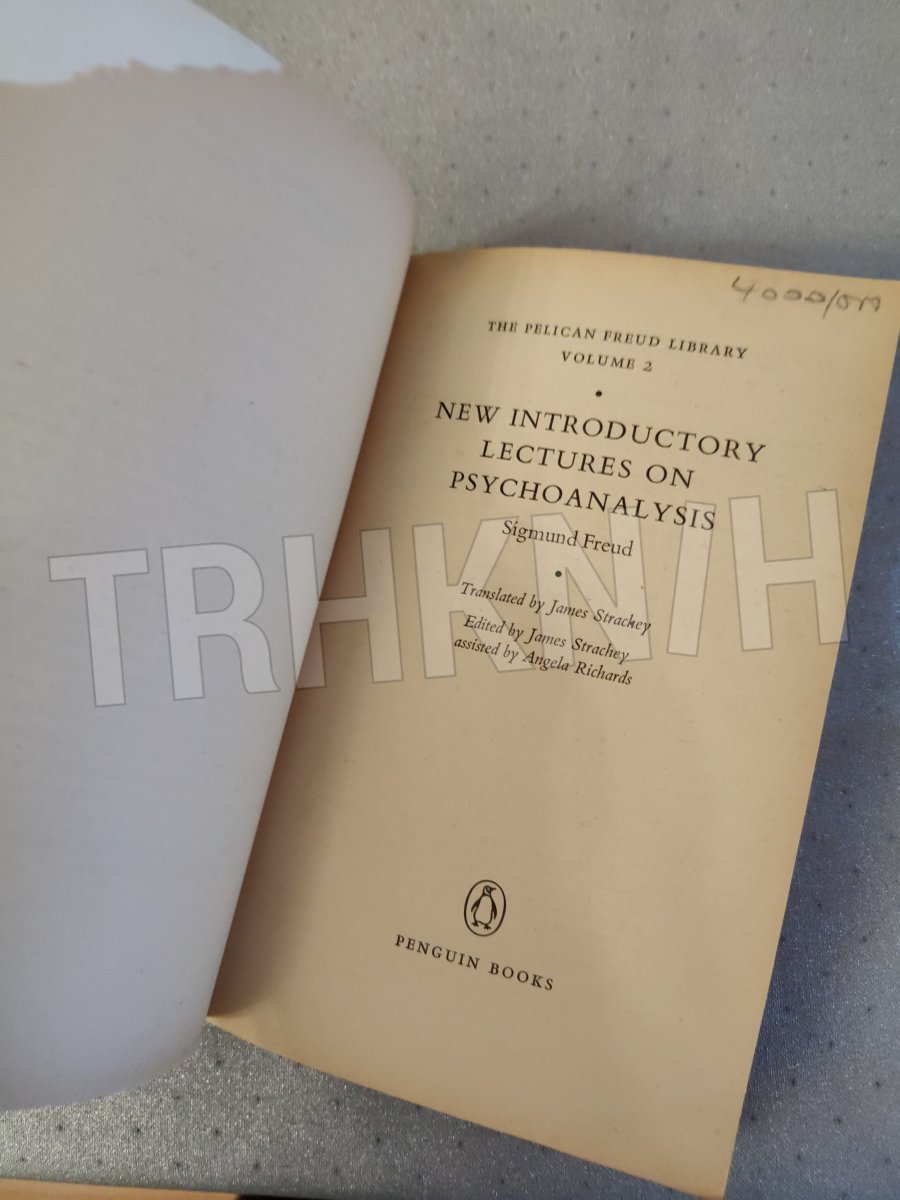 4000/
THE PELICAN FREUD LIBRARY
VOLUME 2
NEW INTRODUCTORY
LECTURES ON
PSYCHOANALYSIS
Sigmund Freud
Translated by James Strachey
Edited by James Strachey
assisted by Angela Richards
PENGUIN BOOKS
TRHKNIH